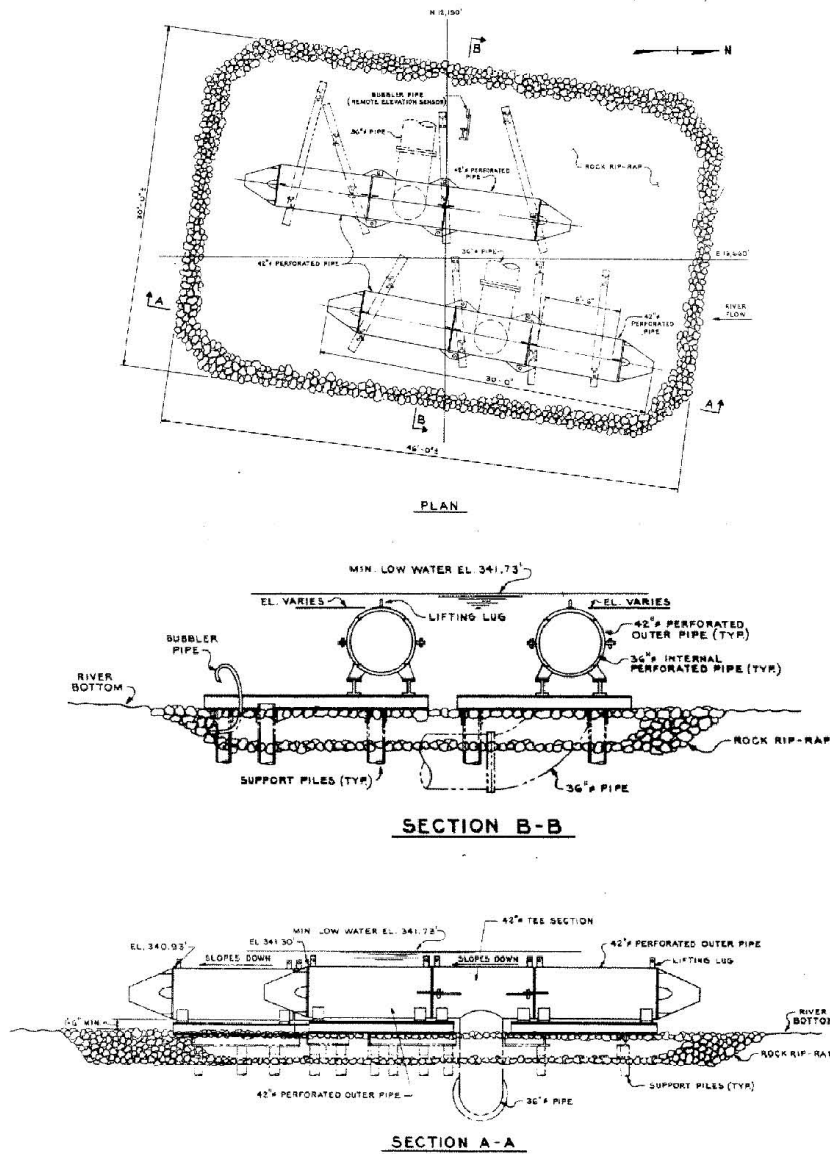 N 12,150'
B
N
BUBBLER PIPE
(REMOTE ELEVATION SENSOR)
36"ø PIPE
42"ø PERFORATED
PIPE
ROCK RIP-RAP
30'-0"±
36"ø PIPE
E 13,660'
42"ø PERFORATED PIPE
A
RIVER
FLOW
42"ø
PERFORATED
PIPE
30'-0"
A
B
46'-0"±
PLAN
MIN. LOW WATER EL. 341.73'
EL. VARIES
LIFTING LUG
EL. VARIES
BUBBLER
PIPE
42"ø PERFORATED
OUTER PIPE (TYP.)
36"ø INTERNAL
PERFORATED PIPE (TYP.)
RIVER
BOTTOM
ROCK RIP-RAP
SUPPORT PILES (TYP.)
36"ø PIPE
SECTION B-B
42"ø TEE SECTION
MIN. LOW WATER EL. 341.73'
EL. 340.93'
EL 341.30'
42"ø PERFORATED OUTER PIPE
SLOPES DOWN
SLOPES DOWN
LIFTING LUG
MIN.
RIVER
BOTTOM
ROCK RIP-RAP
SUPPORT PILES (TYP.)
42"ø PERFORATED OUTER PIPE
36"ø PIPE
SECTION A-A